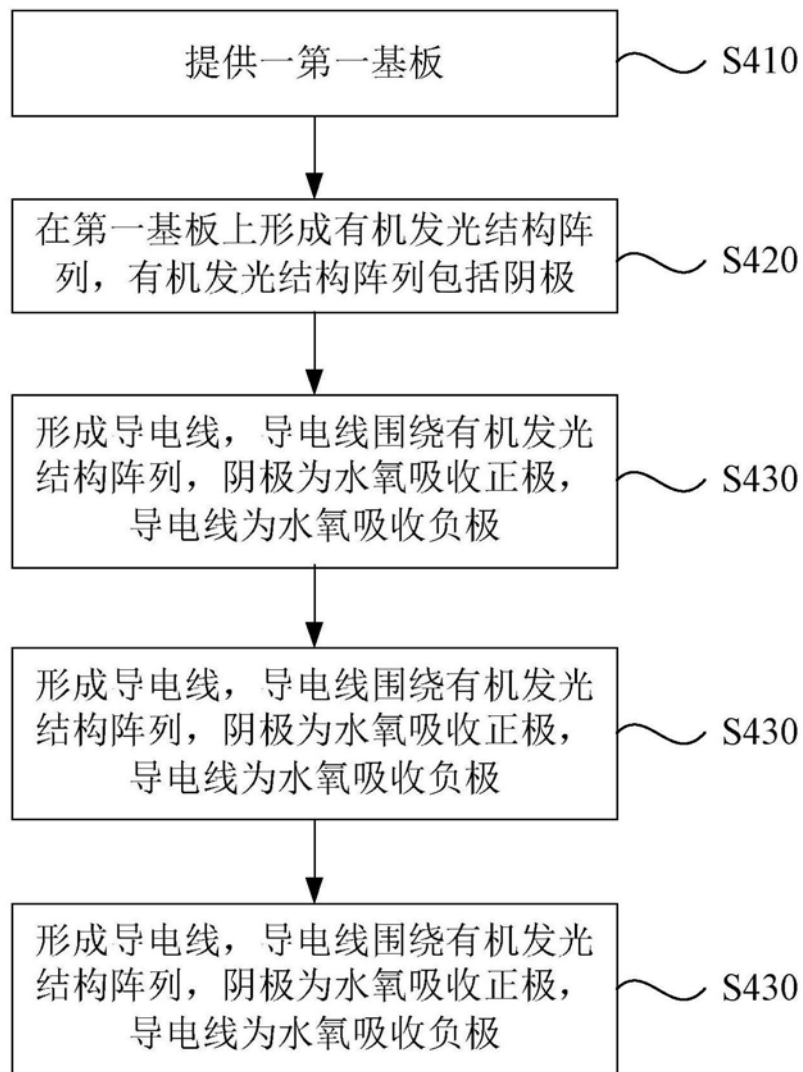 提供一第一基板
S410
在第一基板上形成有机发光结构阵
列，有机发光结构阵列包括阴极
S420
形成导电线，导电线围绕有机发光
结构阵列，阴极为水氧吸收正极，
导电线为水氧吸收负极
S430
形成导电线，导电线围绕有机发光
结构阵列，阴极为水氧吸收正极，
导电线为水氧吸收负极
S430
形成导电线，导电线围绕有机发光
结构阵列，阴极为水氧吸收正极，
导电线为水氧吸收负极
S430